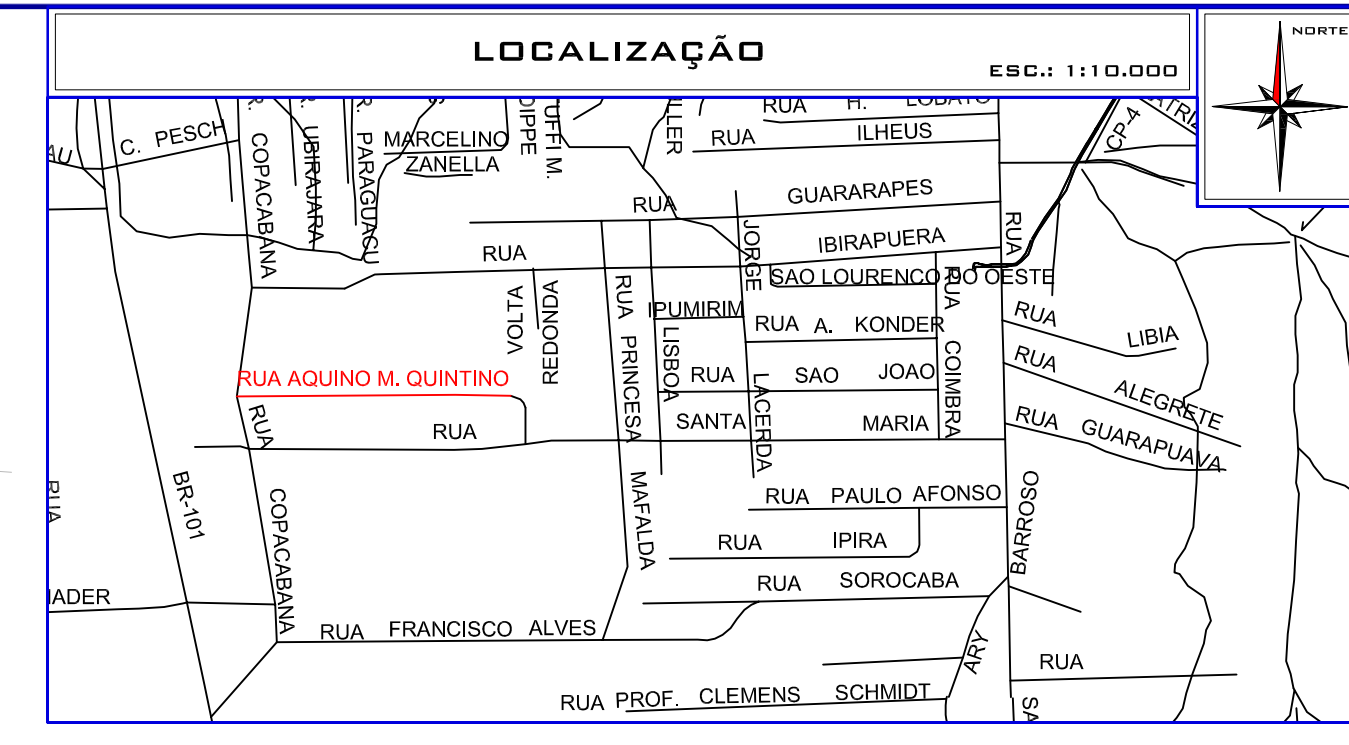 LOCALIZAÇÃO
ESC.: 1:10.000
NORTE
C. PESCH
R. COPACABANA
R. UBIRAJARA
R. PARAGUACU
MARCELINO
ZANELLA
UFFI M.
RUA H. LOBATO
RUA ILHEUS
CP-4
RUA GUARARAPES
RUA IBIRAPUERA
JORGE LACERDA
SAO LOURENCO DO OESTE
RUA
VOLTA REDONDA
RUA PRINCESA MAFALDA
IPUMIRIM
LISBOA
RUA A. KONDER
RUA COIMBRA
RUA LIBIA
RUA AQUINO M. QUINTINO
RUA SAO JOAO
RUA ALEGRETE
RUA SANTA MARIA
RUA GUARAPUAVA
RUA COPACABANA
BR-101
RUA
RUA PAULO AFONSO
RUA IPIRA
ARY BARROSO
RUA SOROCABA
RUA FRANCISCO ALVES
RUA
RUA PROF. CLEMENS SCHMIDT